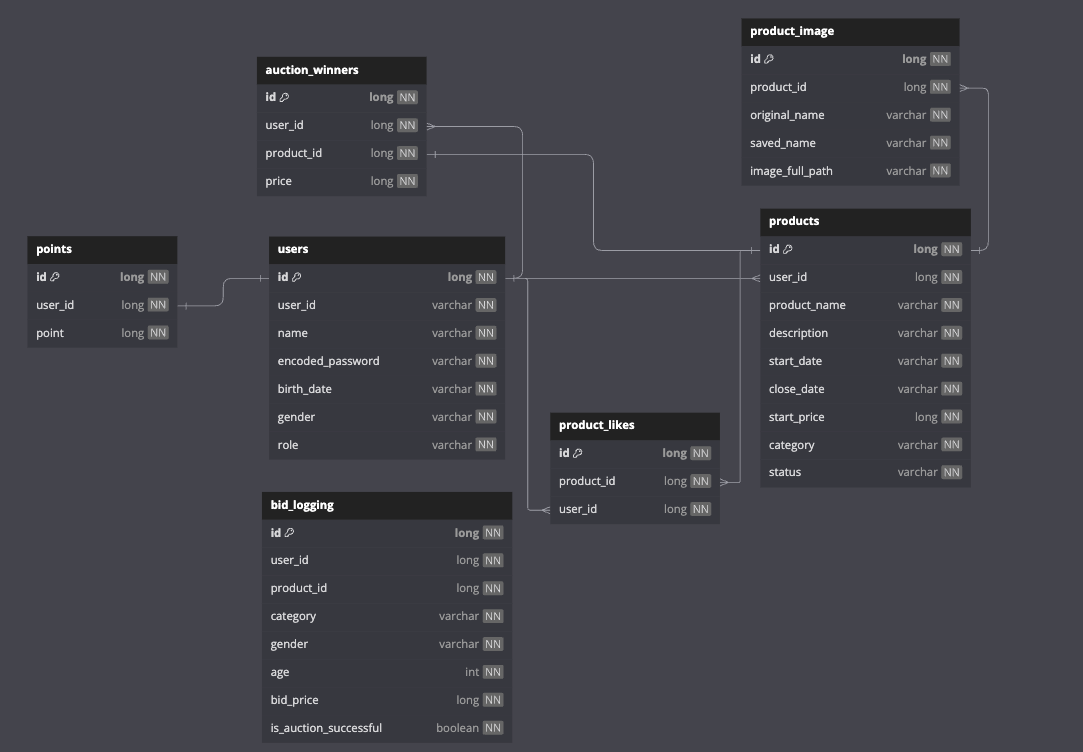 product_image
id long NN
product_id long NN
original_name varchar NN
saved_name varchar NN
image_full_path varchar NN
auction_winners
id long NN
user_id long NN
product_id long NN
price long NN
products
id long NN
user_id long NN
product_name varchar NN
description varchar NN
start_date varchar NN
close_date varchar NN
start_price long NN
category varchar NN
status varchar NN
points
id long NN
user_id long NN
point long NN
users
id long NN
user_id varchar NN
name varchar NN
encoded_password varchar NN
birth_date varchar NN
gender varchar NN
role varchar NN
product_likes
id long NN
product_id long NN
user_id long NN
bid_logging
id long NN
user_id long NN
product_id long NN
category varchar NN
gender varchar NN
age int NN
bid_price long NN
is_auction_successful boolean NN